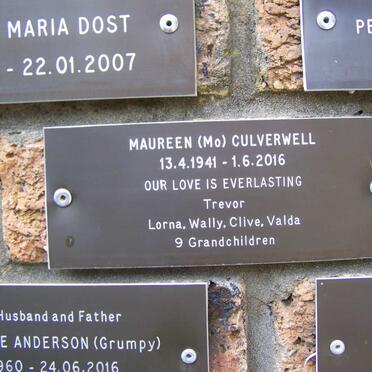 MARIA DOST
- 22.01.2007
PE
MAUREEN (Mo) CULVERWELL
13.4.1941 - 1.6.2016
OUR LOVE IS EVERLASTING
Trevor
Lorna, Wally, Clive, Valda
9 Grandchildren
Husband and Father
E ANDERSON (Grumpy)
960 - 24.06.2016